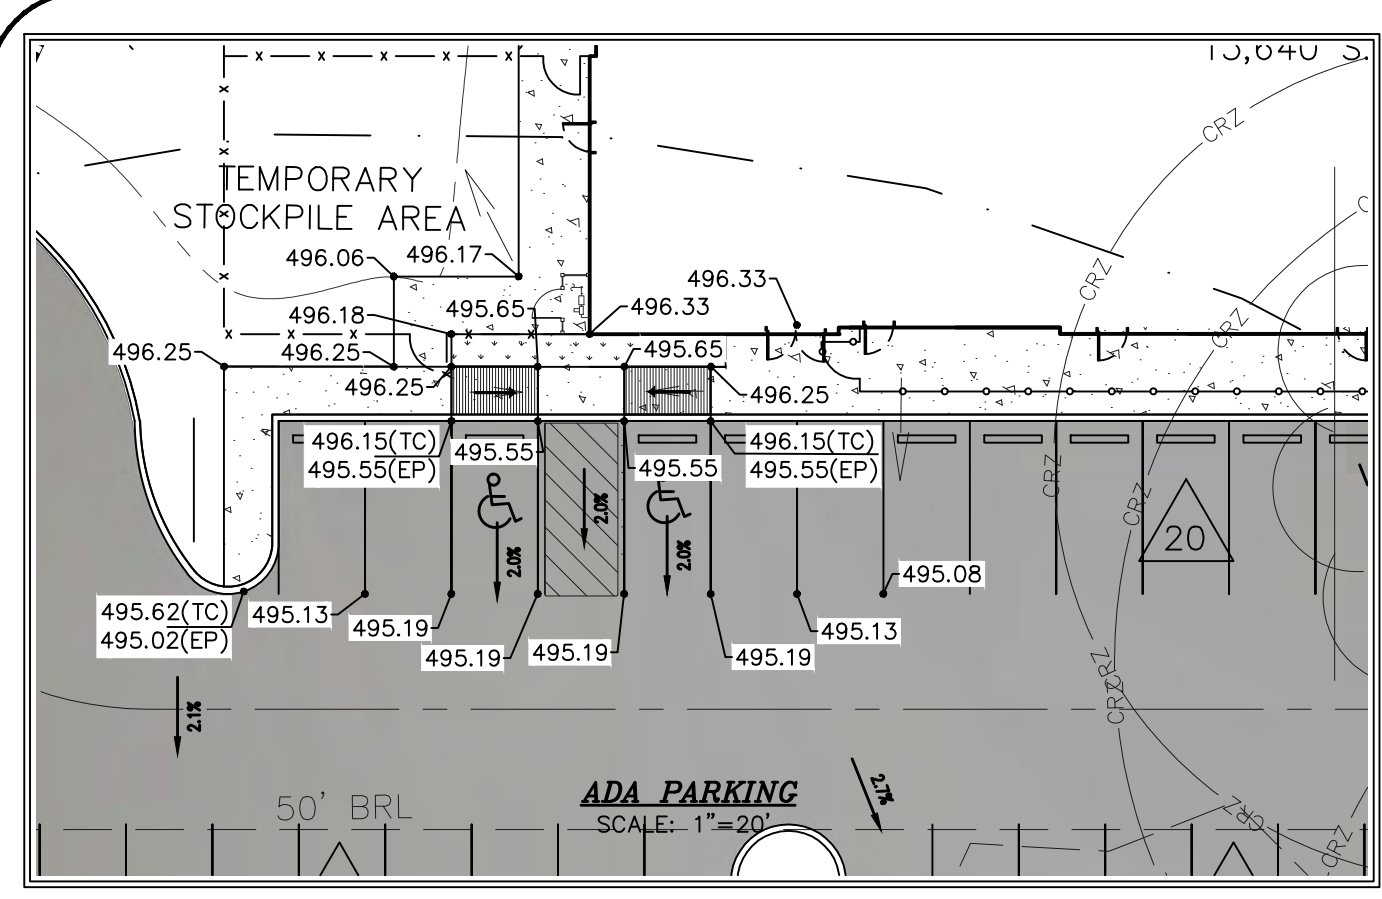 13,640 S.
CRZ
TEMPORARY
STOCKPILE AREA
496.06
496.17
496.33
496.33
CRZ
495.65
496.18
CRZ
496.25
496.25
495.65
496.25
496.25
496.15(TC)
495.55(EP)
495.55
495.55
496.15(TC)
495.55(EP)
CRZ
CRZ
2.0%
20
2.0%
2.0%
495.08
495.62(TC)
495.02(EP)
495.13
495.19
495.19
495.19
495.19
495.13
CRZ
CRZ
2.1%
2.7%
ADA PARKING
SCALE: 1"=20'
50' BRL
CRZ
CRZ